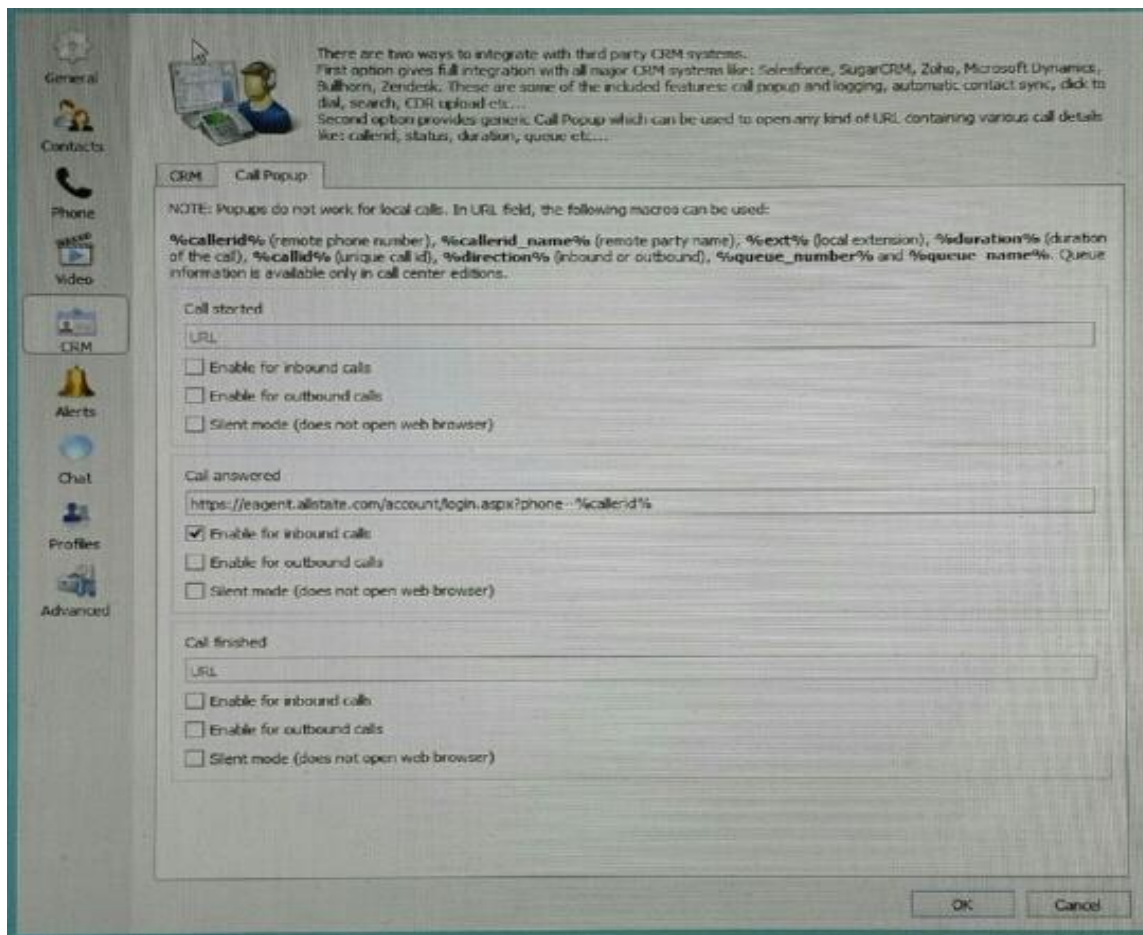 There are two ways to integrate with third party CRM systems.
First option gives full integration with all major CRM systems like: Salesforce, SugarCRM, Zoho, Microsoft Dynamics,
Bullhorn, Zendesk. These are some of the included features: call popup and logging, automatic contact sync, click to
dial, search, CDR upload etc...
Second option provides generic Call Popup which can be used to open any kind of URL containing various call details
like: callerid, status, duration, queue etc....
General
Contacts
Phone
Video
CRM
Alerts
Chat
Profiles
Advanced
CRM Call Popup
NOTE: Popups do not work for local calls. In URL field, the following macros can be used:
%callerid% (remote phone number), %callerid_name% (remote party name), %ext% (local extension), %duration% (duration
of the call), %callid% (unique call id), %direction% (inbound or outbound), %queue_number% and %queue_name%. Queue
information is available only in call center editions.
Call started
URL
Enable for inbound calls
Enable for outbound calls
Silent mode (does not open web browser)
Call answered
https://eagent.allstate.com/account/login.aspx?phone=%callerid%
Enable for inbound calls
Enable for outbound calls
Silent mode (does not open web browser)
Call finished
URL
Enable for inbound calls
Enable for outbound calls
Silent mode (does not open web browser)
OK Cancel